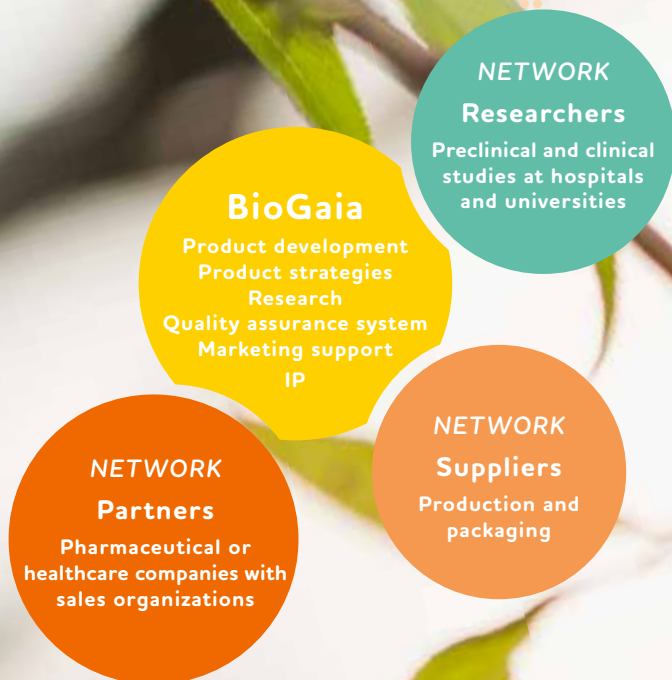 NETWORK
Researchers
Preclinical and clinical
studies at hospitals
and universities
BioGaia
Product development
Product strategies
Research
Quality assurance system
Marketing support
IP
NETWORK
Suppliers
Production and
packaging
NETWORK
Partners
Pharmaceutical or
healthcare companies with
sales organizations